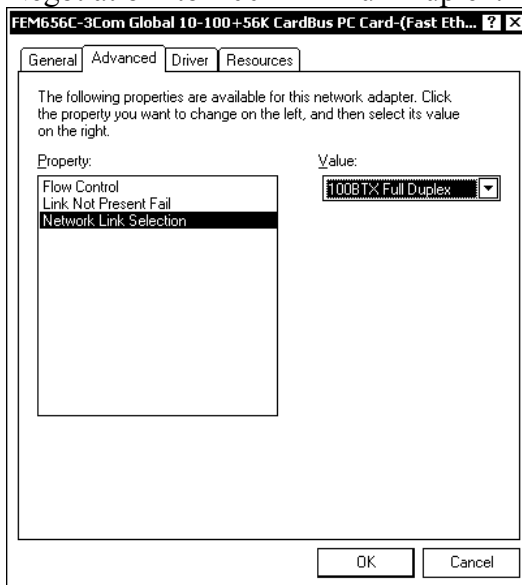 FEM656C-3Com Global 10-100+56K CardBus PC Card-(Fast Eth... ? X
General Advanced Driver Resources
The following properties are available for this network adapter. Click
the property you want to change on the left, and then select its value
on the right.
Property:
Value:
Flow Control
100BTX Full Duplex
Link Not Present Fail
Network Link Selection
OK Cancel